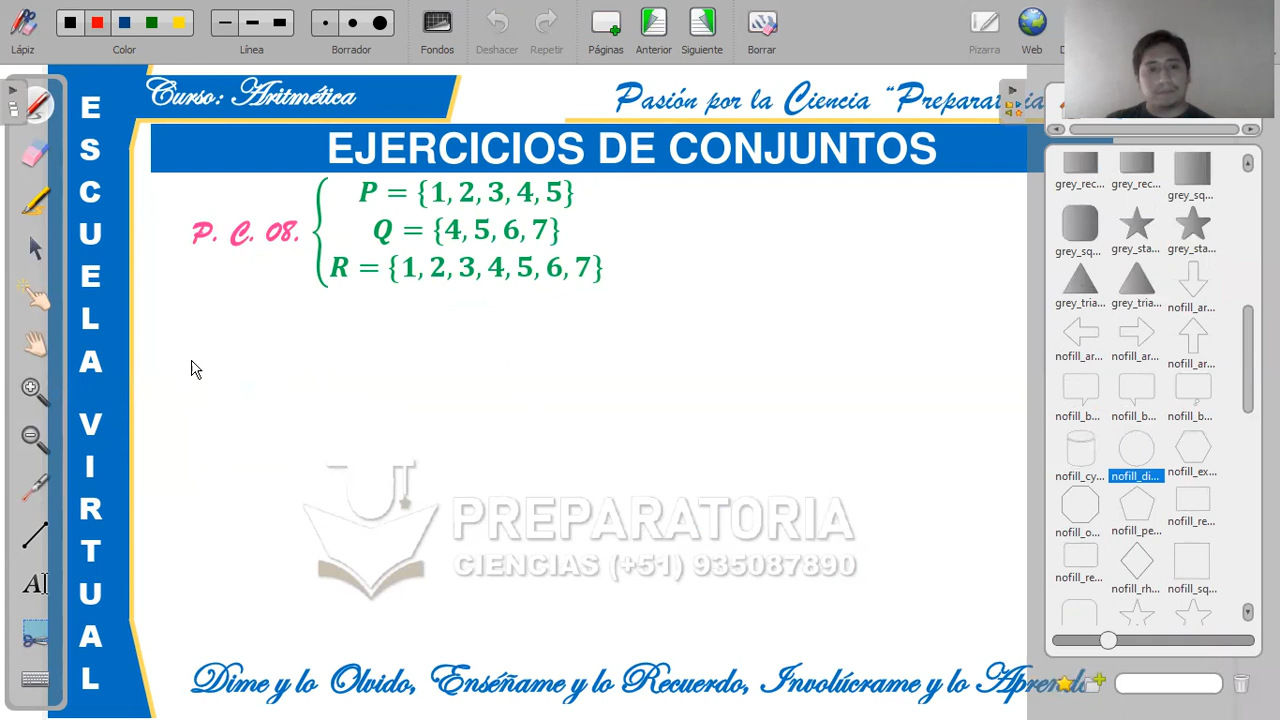 Lápiz
Color
Línea
Borrador
Fondos
Deshacer
Repetir
Páginas
Anterior
Siguiente
Borrar
Pizarra
Web
Curso: Aritmética
Pasión por la Ciencia “Prepara
EJERCICIOS DE CONJUNTOS
ESCUELA VIRTUAL
P. C. 08.
P = {1, 2, 3, 4, 5}
Q = {4, 5, 6, 7}
R = {1, 2, 3, 4, 5, 6, 7}
PREPARATORIA
CIENCIAS (+51) 935087890
Dime y lo Olvido, Enséñame y lo Recuerdo, Involúcrame y lo Aprendo
grey_rec... grey_rec... grey_sq...
grey_sta... grey_sta...
grey_tria... grey_tria... nofill_ar...
nofill_ar... nofill_ar... nofill_ar...
nofill_b... nofill_b... nofill_b...
nofill_cy... nofill_di... nofill_ex...
nofill_o... nofill_pe... nofill_re...
nofill_re... nofill_rh... nofill_sq...